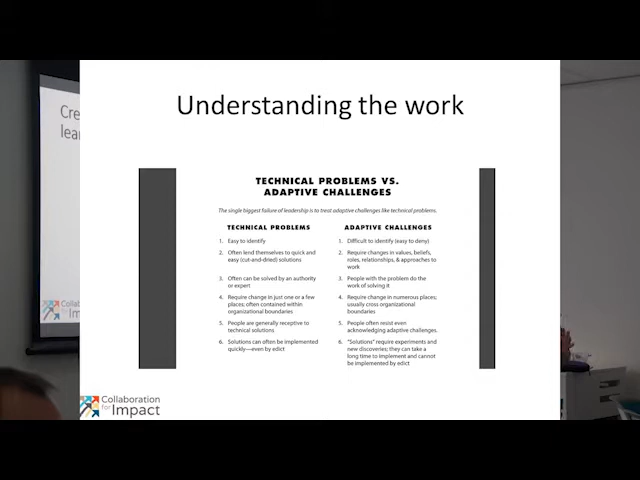 Understanding the work
TECHNICAL PROBLEMS VS.
ADAPTIVE CHALLENGES
The single biggest failure of leadership is to treat adaptive challenges like technical problems.
TECHNICAL PROBLEMS
1. Easy to identify
2. Often lend themselves to quick and
easy (cut-and-dried) solutions
3. Often can be solved by an authority
or expert
4. Require change in just one or a few
places; often contained within
organizational boundaries
5. People are generally receptive to
technical solutions
6. Solutions can often be implemented
quickly—even by edict
ADAPTIVE CHALLENGES
1. Difficult to identify (easy to deny)
2. Require changes in values, beliefs,
roles, relationships, & approaches to
work
3. People with the problem do the
work of solving it
4. Require change in numerous places;
usually cross organizational
boundaries
5. People often resist even
acknowledging adaptive challenges.
6. "Solutions" require experiments and
new discoveries; they can take a
long time to implement and cannot
be implemented by edict
Collaboration
for Impact
Cre
lear
Collab
for Imp